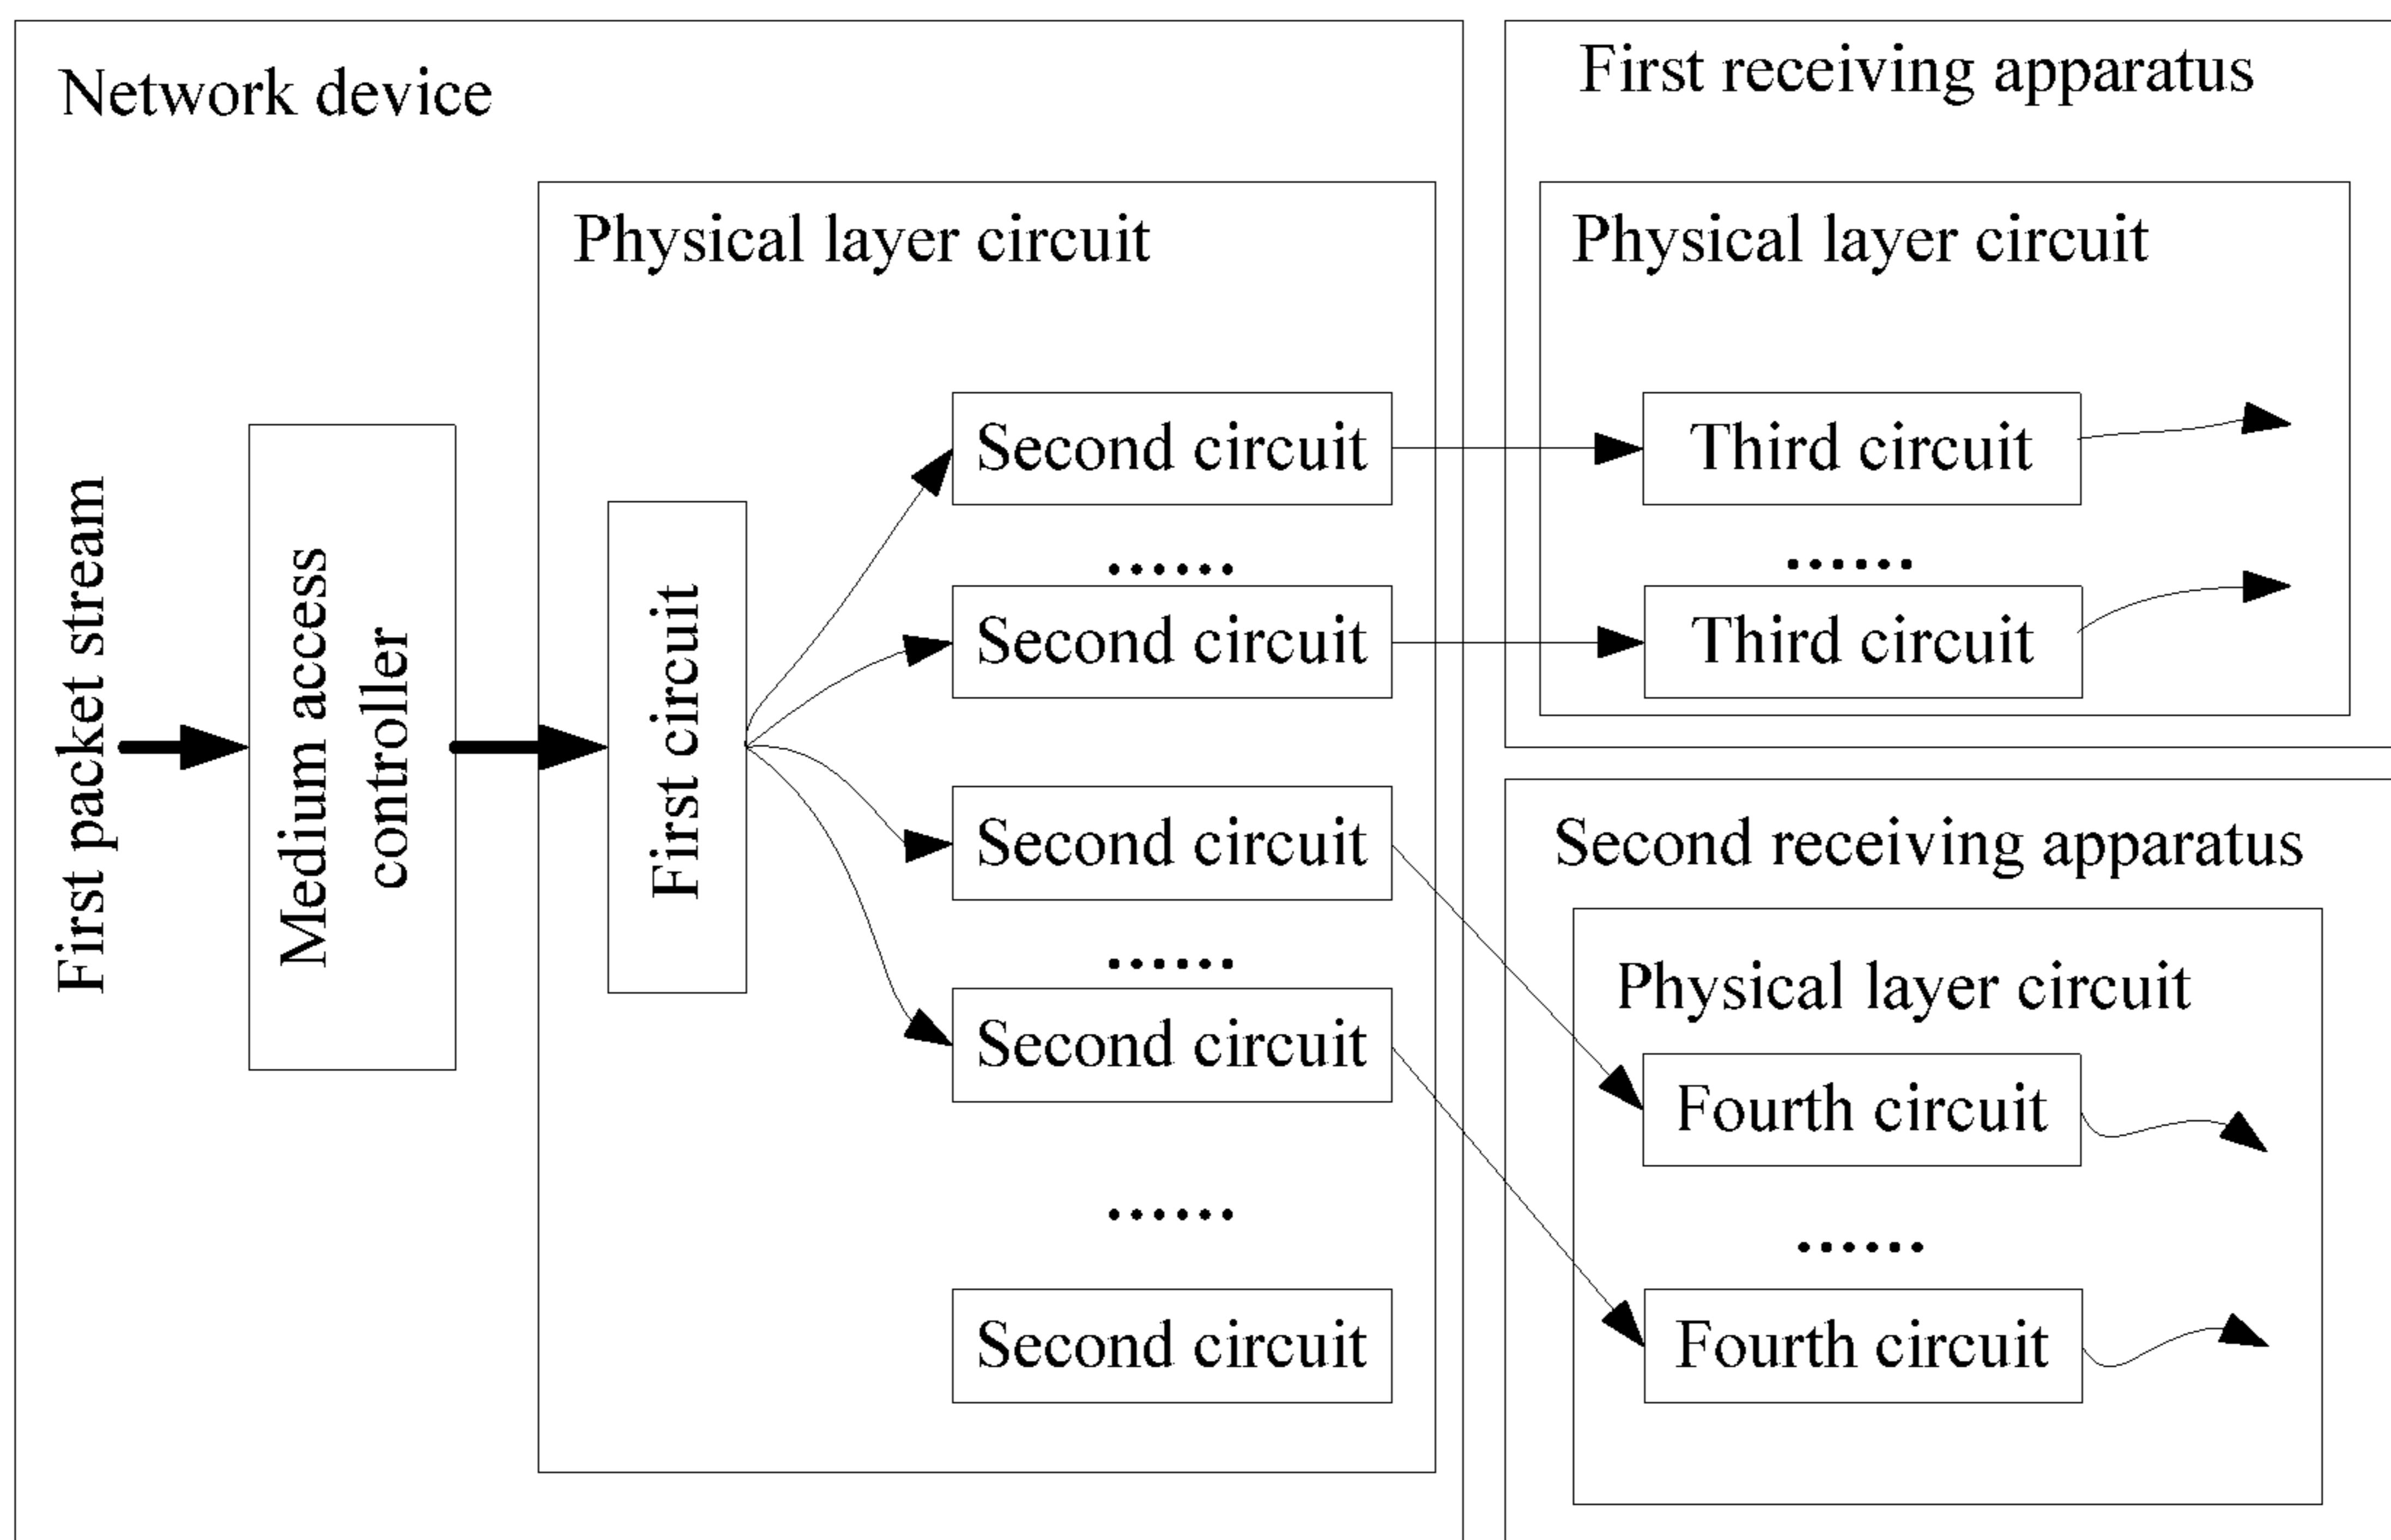 Network device
First packet stream
Medium access
controller
Physical layer circuit
First circuit
Second circuit
......
Second circuit
Second circuit
......
Second circuit
......
Second circuit
First receiving apparatus
Physical layer circuit
Third circuit
......
Third circuit
Second receiving apparatus
Physical layer circuit
Fourth circuit
......
Fourth circuit